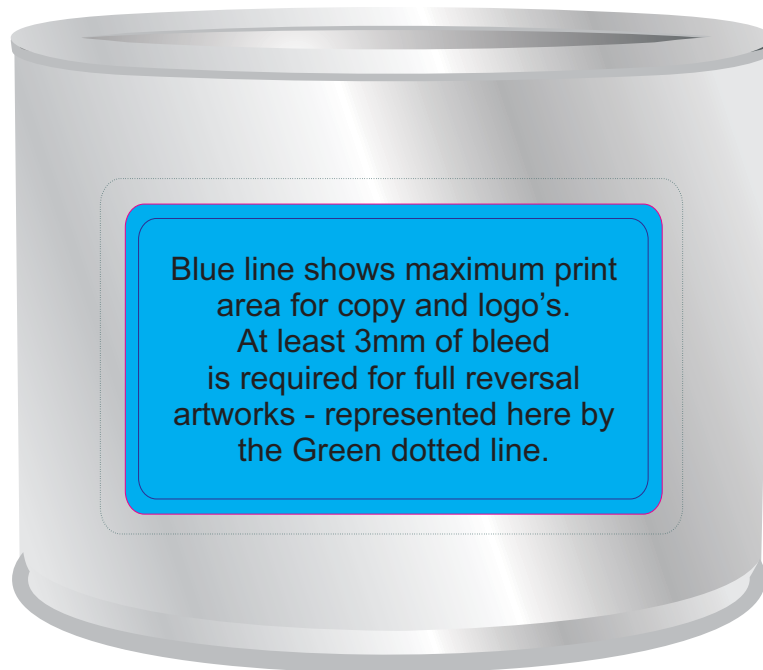 Blue line shows maximum print
area for copy and logo’s.
At least 3mm of bleed
is required for full reversal
artworks - represented here by
the Green dotted line.